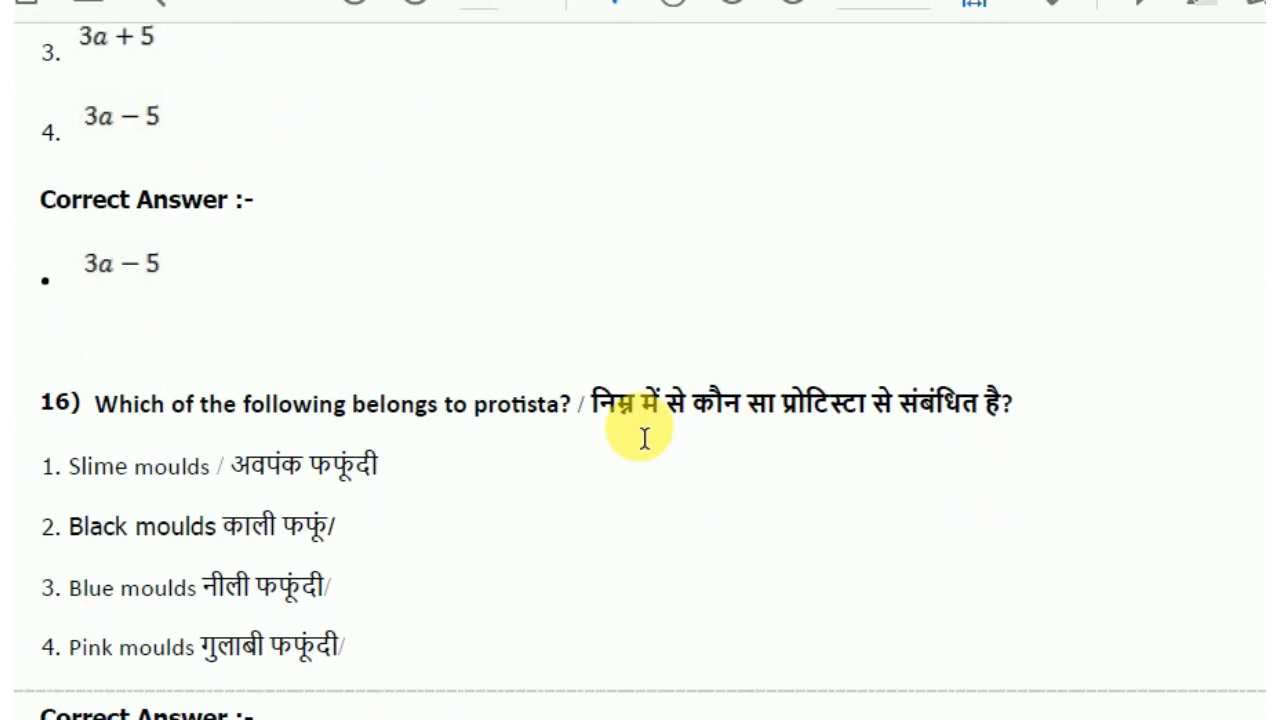 3. 3a + 5
4. 3a − 5
Correct Answer :-
• 3a − 5
16) Which of the following belongs to protista? / निम्न में से कौन सा प्रोटिस्टा से संबंधित है?
1. Slime moulds / अवपंक फफूंदी
2. Black moulds काली फफूं/
3. Blue moulds नीली फफूंदी/
4. Pink moulds गुलाबी फफूंदी/
Correct Answer :-